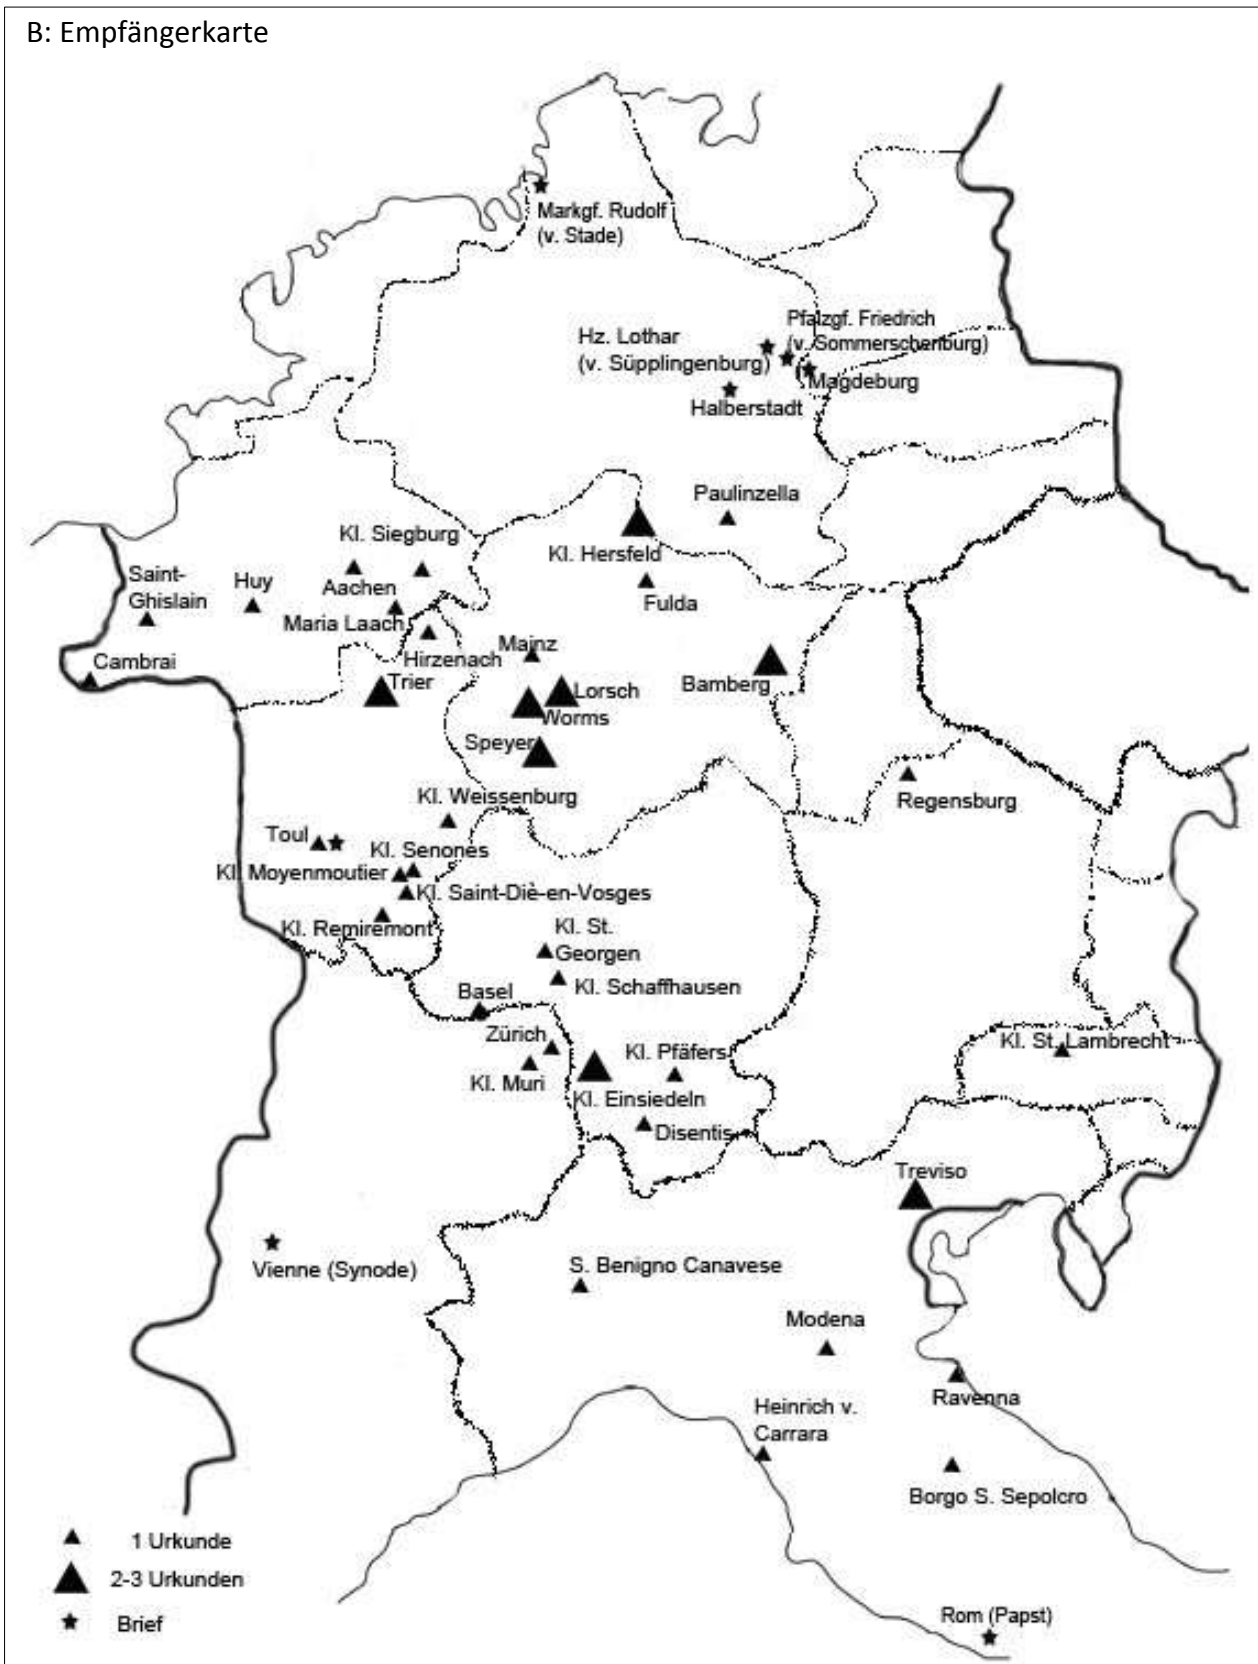 B: Empfängerkarte
Markgf. Rudolf
(v. Stade)
Pfalzgf. Friedrich
(v. Sommerschenburg)
Hz. Lothar
(v. Süpplingenburg)
Magdeburg
Halberstadt
Paulinzella
Kl. Siegburg
Kl. Hersfeld
Saint-
Ghislain
Huy
Aachen
Fulda
Maria Laach
Mainz
Hirzenach
Cambrai
Trier
Bamberg
Lorsch
Worms
Speyer
Kl. Weissenburg
Regensburg
Toul
Kl. Senones
Kl. Moyenmoutier
Kl. Saint-Diè-en-Vosges
Kl. Remiremont
Kl. St.
Georgen
Kl. Schaffhausen
Basel
Zürich
Kl. Pfäfers
Kl. St. Lambrecht
Kl. Muri
Kl. Einsiedeln
Disentis
Treviso
Vienne (Synode)
S. Benigno Canavese
Modena
Ravenna
Heinrich v.
Carrara
Borgo S. Sepolcro
1 Urkunde
2-3 Urkunden
Brief
Rom (Papst)